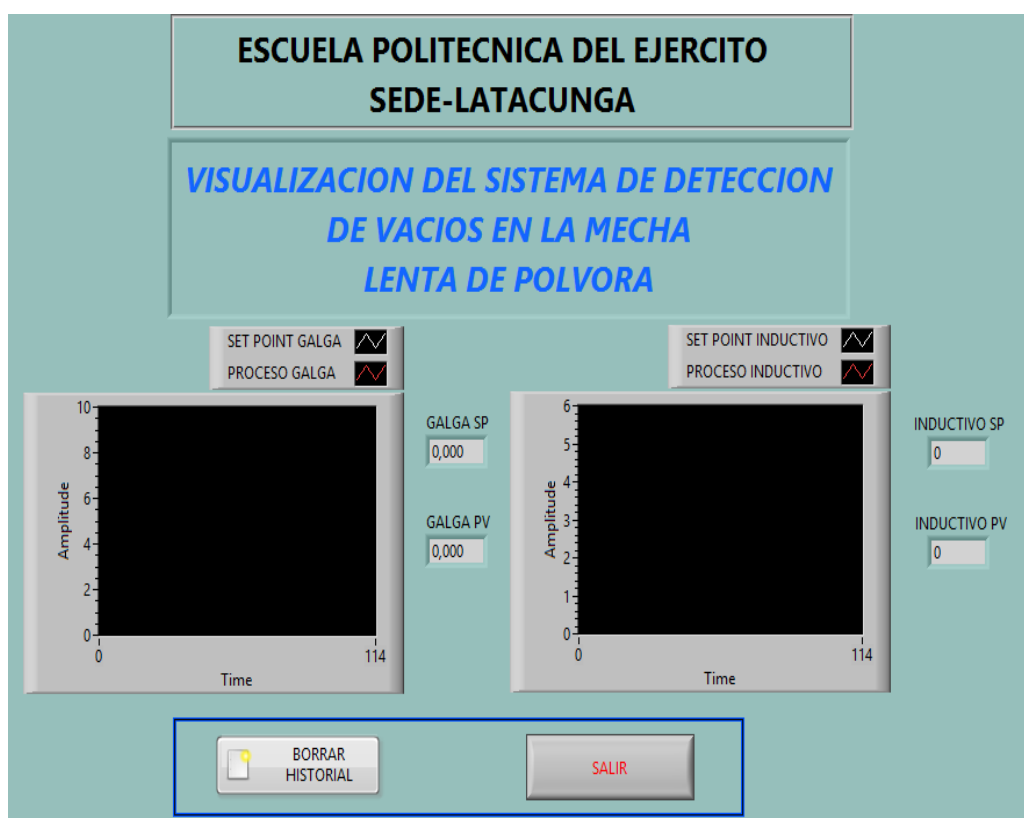 ESCUELA POLITECNICA DEL EJERCITO
SEDE-LATACUNGA
VISUALIZACION DEL SISTEMA DE DETECCION
DE VACIOS EN LA MECHA
LENTA DE POLVORA
SET POINT GALGA
PROCESO GALGA
10
8
6
4
2
0
Amplitude
0
114
Time
GALGA SP
0,000
GALGA PV
0,000
SET POINT INDUCTIVO
PROCESO INDUCTIVO
6
5
4
3
2
1
0
Amplitude
0
114
Time
INDUCTIVO SP
0
INDUCTIVO PV
0
BORRAR
HISTORIAL
SALIR